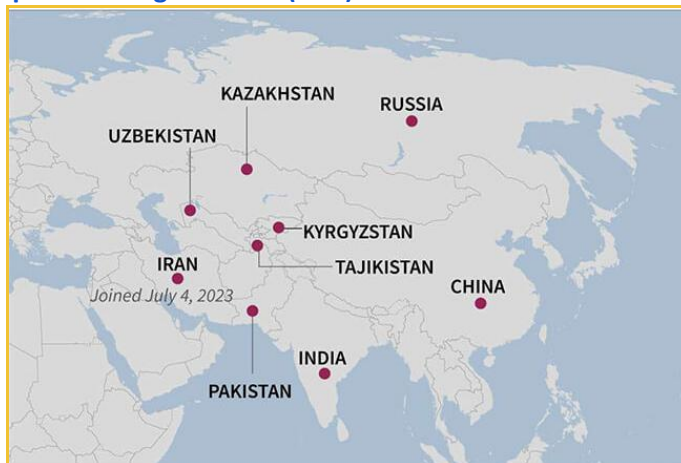 KAZAKHSTAN
RUSSIA
UZBEKISTAN
KYRGYZSTAN
IRAN
TAJIKISTAN
Joined July 4, 2023
CHINA
INDIA
PAKISTAN